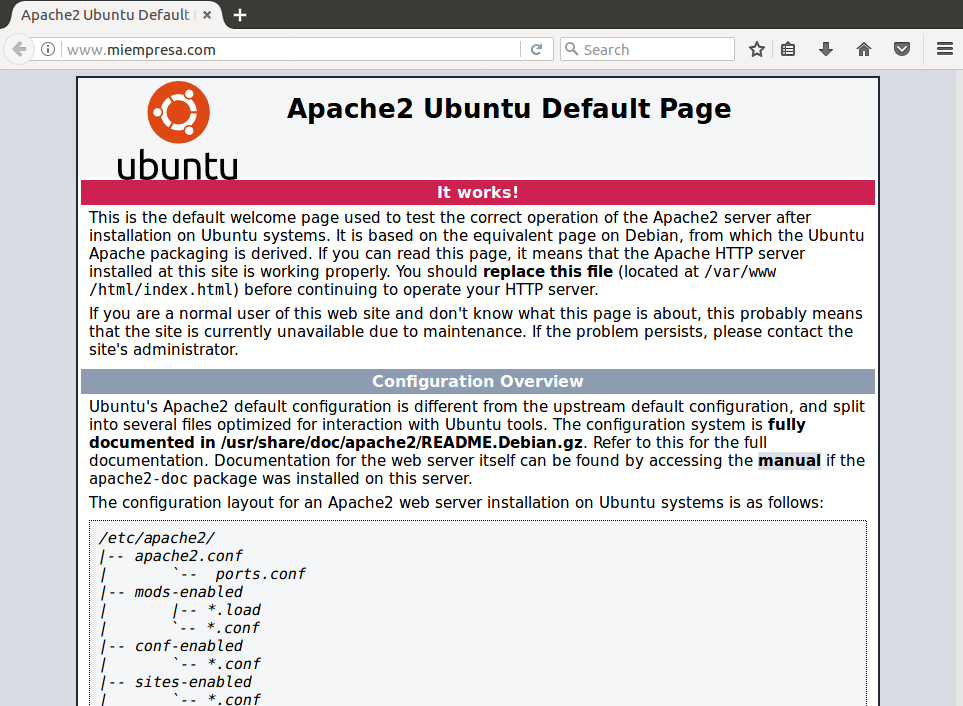 Apache2 Ubuntu Default
www.miempresa.com
Search
ubuntu
Apache2 Ubuntu Default Page
It works!
This is the default welcome page used to test the correct operation of the Apache2 server after
installation on Ubuntu systems. It is based on the equivalent page on Debian, from which the Ubuntu
Apache packaging is derived. If you can read this page, it means that the Apache HTTP server
installed at this site is working properly. You should replace this file (located at /var/www
/html/index.html) before continuing to operate your HTTP server.
If you are a normal user of this web site and don't know what this page is about, this probably means
that the site is currently unavailable due to maintenance. If the problem persists, please contact the
site's administrator.
Configuration Overview
Ubuntu's Apache2 default configuration is different from the upstream default configuration, and split
into several files optimized for interaction with Ubuntu tools. The configuration system is fully
documented in /usr/share/doc/apache2/README.Debian.gz. Refer to this for the full
documentation. Documentation for the web server itself can be found by accessing the manual if the
apache2-doc package was installed on this server.
The configuration layout for an Apache2 web server installation on Ubuntu systems is as follows:
/etc/apache2/
|-- apache2.conf
|       `--  ports.conf
|-- mods-enabled
|       |-- *.load
|       `-- *.conf
|-- conf-enabled
|       `-- *.conf
|-- sites-enabled
|       `-- *.conf